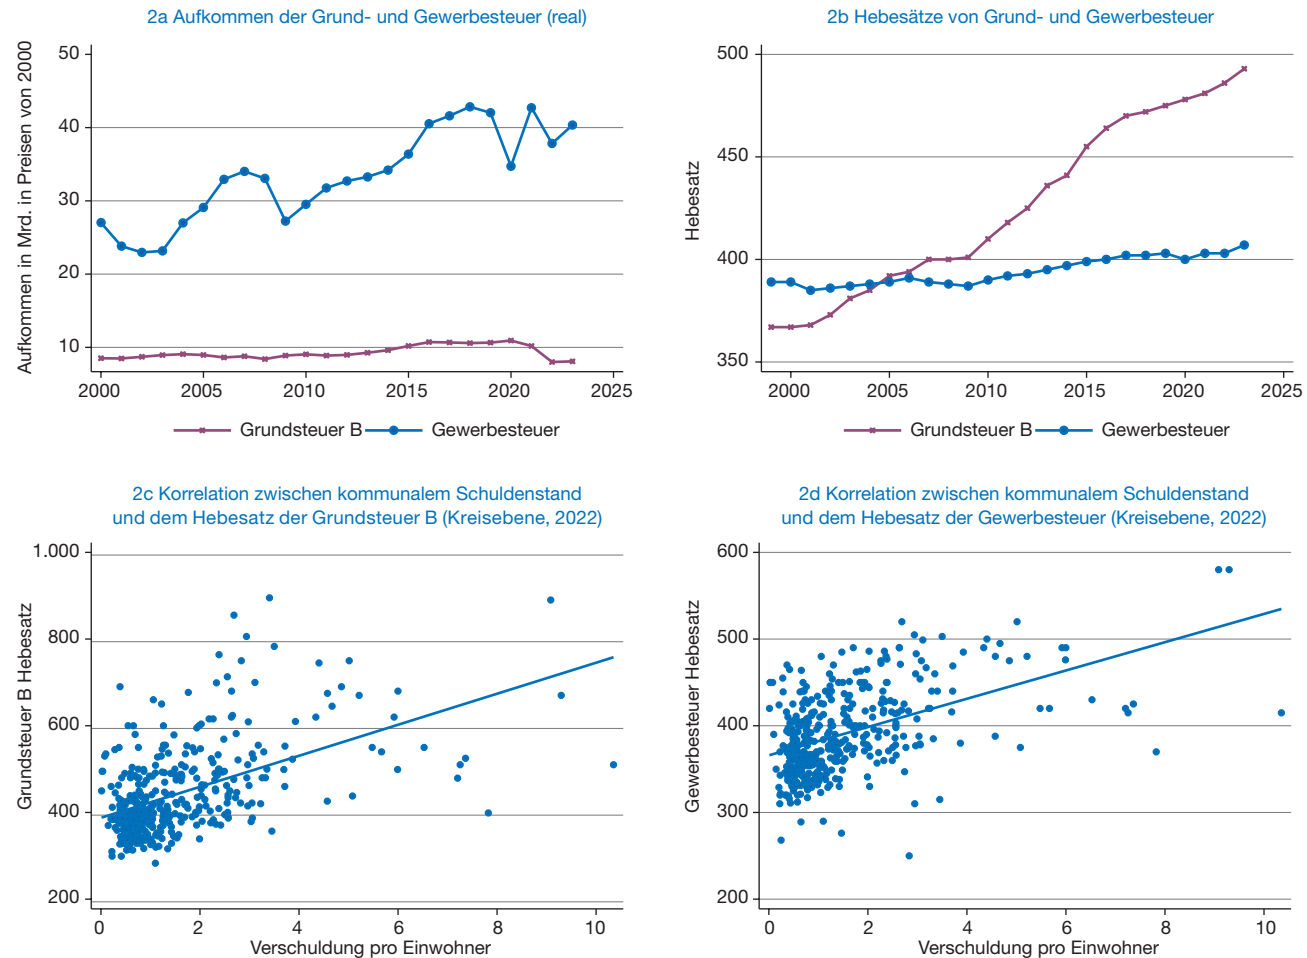 2a Aufkommen der Grund- und Gewerbesteuer (real)
Aufkommen in Mrd. in Preisen von 2000
50
40
30
20
10
2000 2005 2010 2015 2020 2025
Grundsteuer B Gewerbesteuer
2b Hebesätze von Grund- und Gewerbesteuer
Hebesatz
500
450
400
350
2000 2005 2010 2015 2020 2025
Grundsteuer B Gewerbesteuer
2c Korrelation zwischen kommunalem Schuldenstand
und dem Hebesatz der Grundsteuer B (Kreisebene, 2022)
Grundsteuer B Hebesatz
1.000
800
600
400
200
0 2 4 6 8 10
Verschuldung pro Einwohner
2d Korrelation zwischen kommunalem Schuldenstand
und dem Hebesatz der Gewerbesteuer (Kreisebene, 2022)
Gewerbesteuer Hebesatz
600
500
400
300
200
0 2 4 6 8 10
Verschuldung pro Einwohner